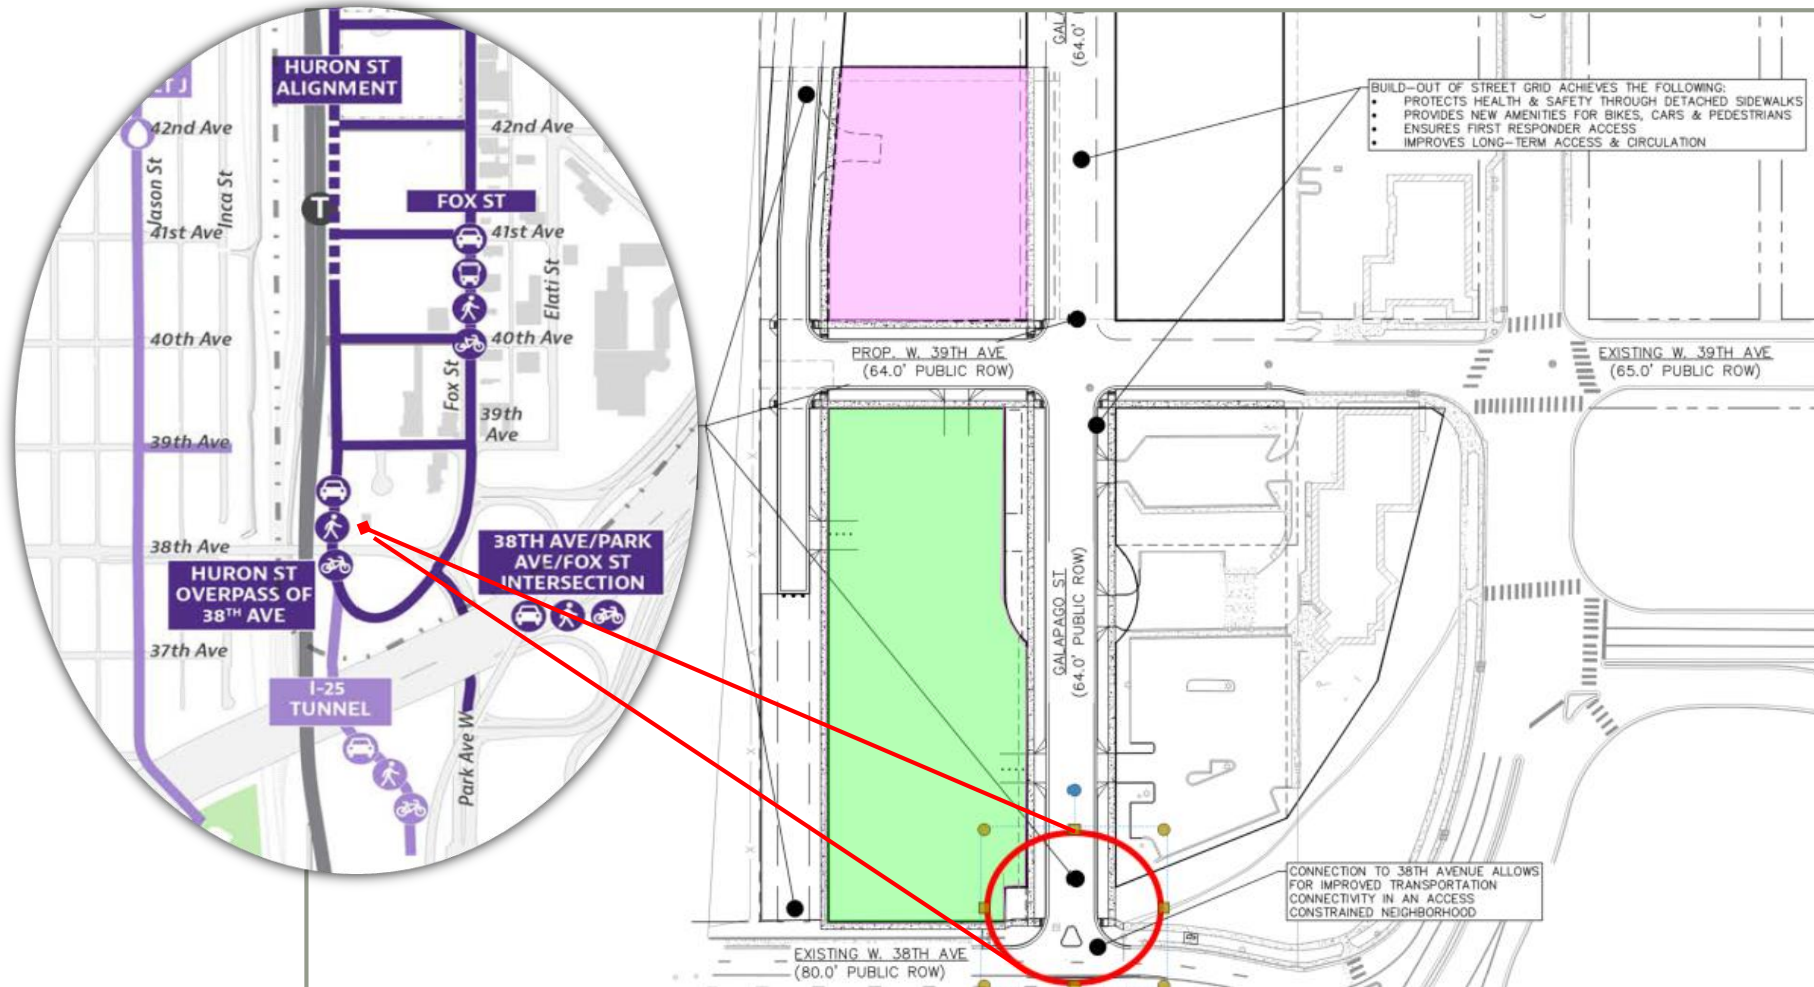 LT J
HURON ST
ALIGNMENT
42nd Ave
42nd Ave
Jason St
Inca St
T
FOX ST
41st Ave
41st Ave
Elati St
40th Ave
40th Ave
Fox St
39th
Ave
39th Ave
38th Ave
38TH AVE/PARK
AVE/FOX ST
INTERSECTION
HURON ST
OVERPASS OF
38TH AVE
37th Ave
I-25
TUNNEL
Park Ave W
GAL
(64.0'
BUILD-OUT OF STREET GRID ACHIEVES THE FOLLOWING:
• PROTECTS HEALTH & SAFETY THROUGH DETACHED SIDEWALKS
• PROVIDES NEW AMENITIES FOR BIKES, CARS & PEDESTRIANS
• ENSURES FIRST RESPONDER ACCESS
• IMPROVES LONG-TERM ACCESS & CIRCULATION
PROP. W. 39TH AVE
(64.0' PUBLIC ROW)
EXISTING W. 39TH AVE
(65.0' PUBLIC ROW)
GALAPAGO ST
(64.0' PUBLIC ROW)
CONNECTION TO 38TH AVENUE ALLOWS
FOR IMPROVED TRANSPORTATION
CONNECTIVITY IN AN ACCESS
CONSTRAINED NEIGHBORHOOD
EXISTING W. 38TH AVE
(80.0' PUBLIC ROW)